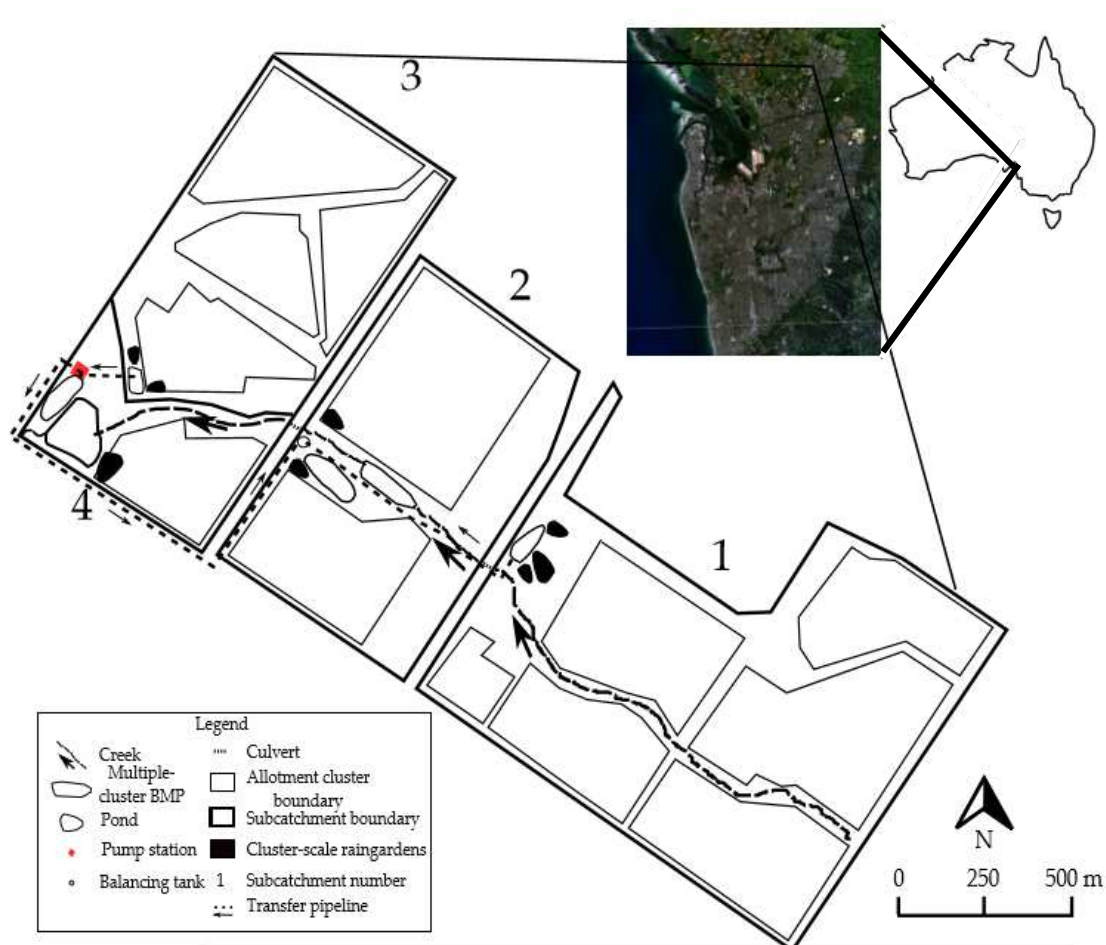 3
2
1
4
Legend
Creek
Multiple-
cluster BMP
Pond
Pump station
Balancing tank
Culvert
Allotment cluster
boundary
Subcatchment boundary
Cluster-scale raingardens
1 Subcatchment number
Transfer pipeline
N
0 250 500 m